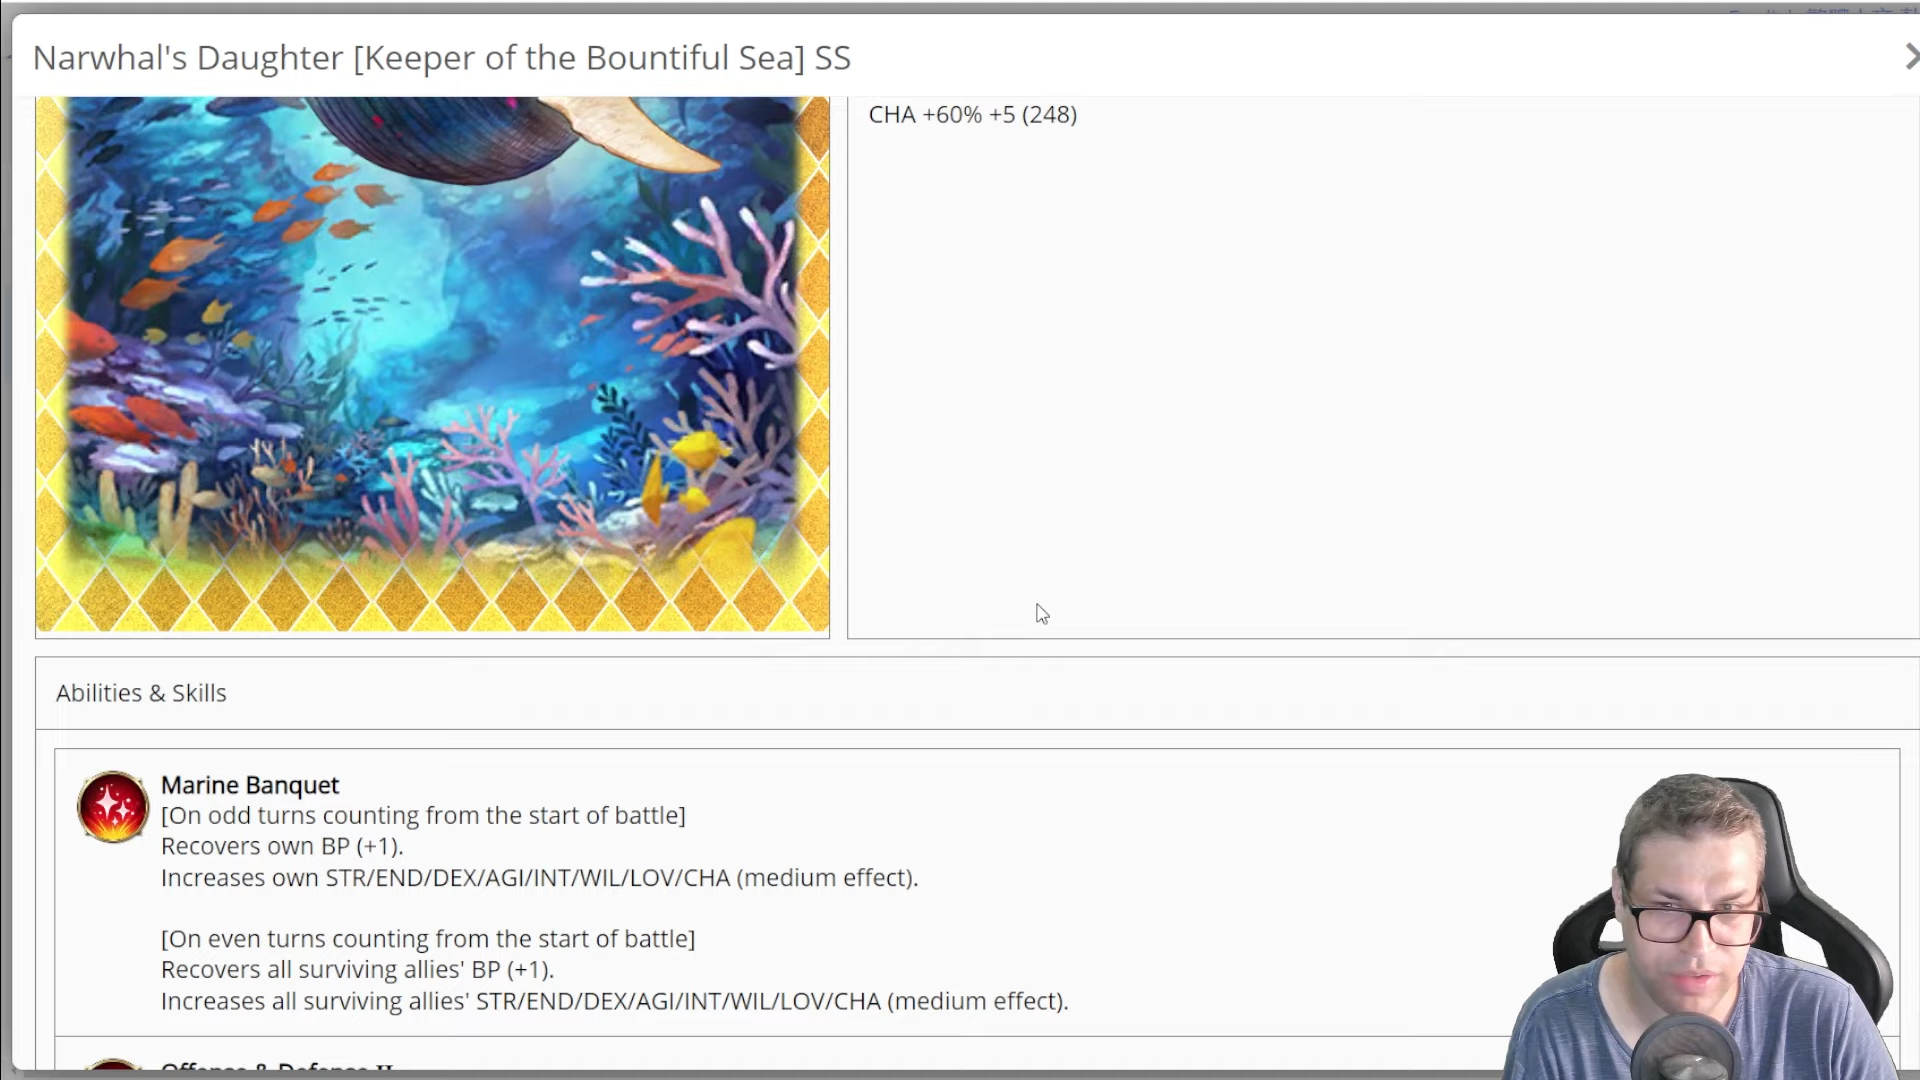 Narwhal's Daughter [Keeper of the Bountiful Sea] SS
CHA +60% +5 (248)
Abilities & Skills
Marine Banquet
[On odd turns counting from the start of battle]
Recovers own BP (+1).
Increases own STR/END/DEX/AGI/INT/WIL/LOV/CHA (medium effect).
[On even turns counting from the start of battle]
Recovers all surviving allies' BP (+1).
Increases all surviving allies' STR/END/DEX/AGI/INT/WIL/LOV/CHA (medium effect).
Offense & Defense II